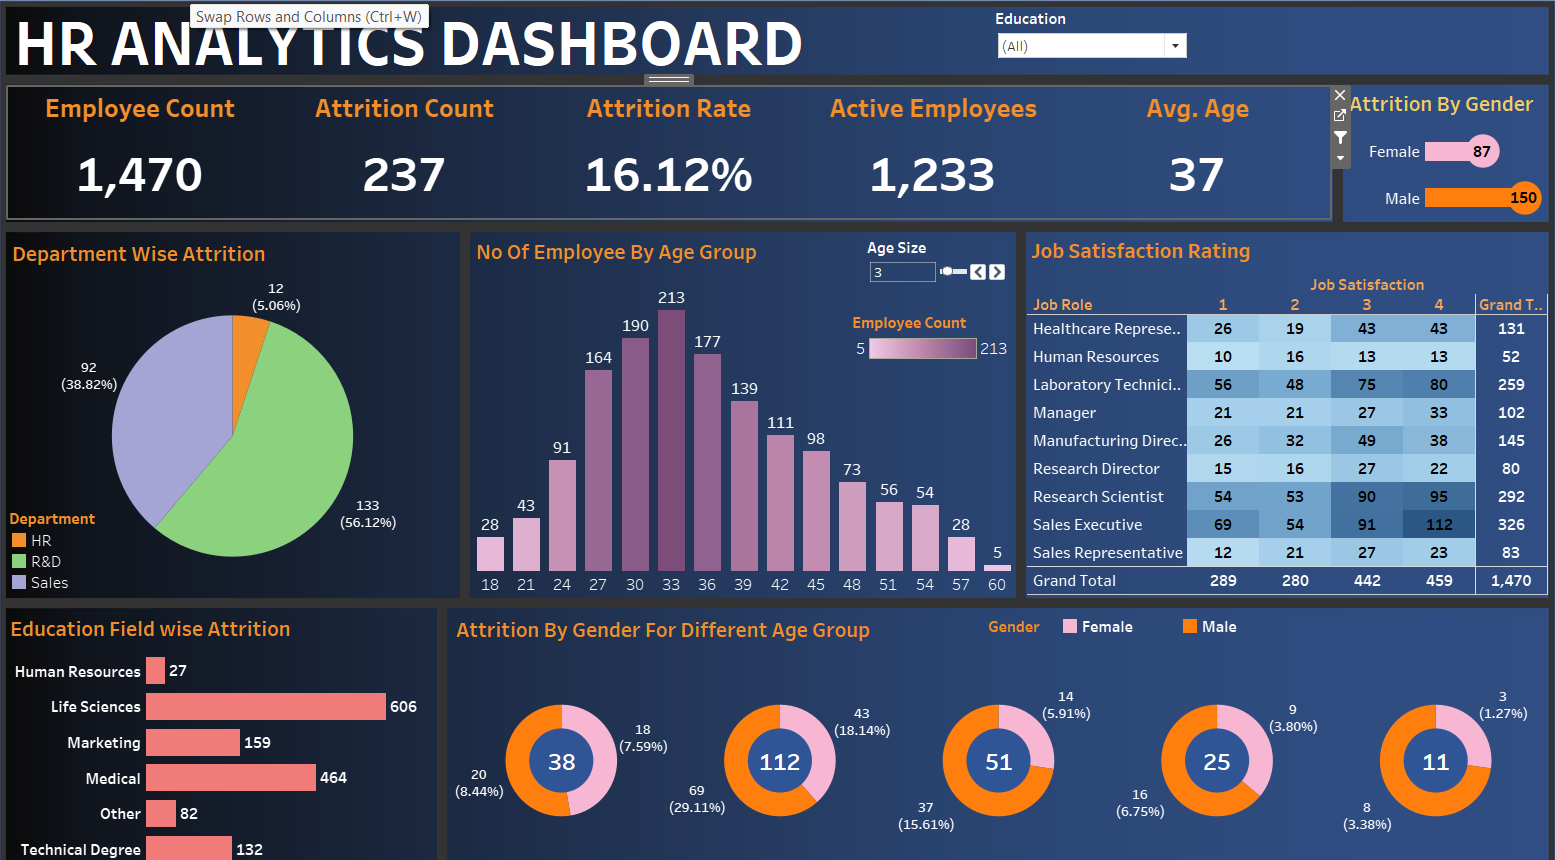 Swap Rows and Columns (Ctrl+W)
HR ANALYTICS DASHBOARD
Education
(All)
Employee Count
Attrition Count
Attrition Rate
Active Employees
Avg. Age
1,470
237
16.12%
1,233
37
Attrition By Gender
Female 87
Male 150
Department Wise Attrition
12
(5.06%)
92
(38.82%)
133
(56.12%)
Department
HR
R&D
Sales
No Of Employee By Age Group
Age Size
3
Employee Count
5 213
28 43 91 164 190 213 177 139 111 98 73 56 54 28 5
18 21 24 27 30 33 36 39 42 45 48 51 54 57 60
Job Satisfaction Rating
Job Satisfaction
Job Role 1 2 3 4 Grand T..
Healthcare Represe.. 26 19 43 43 131
Human Resources 10 16 13 13 52
Laboratory Technici.. 56 48 75 80 259
Manager 21 21 27 33 102
Manufacturing Direc.. 26 32 49 38 145
Research Director 15 16 27 22 80
Research Scientist 54 53 90 95 292
Sales Executive 69 54 91 112 326
Sales Representative 12 21 27 23 83
Grand Total 289 280 442 459 1,470
Education Field wise Attrition
Human Resources 27
Life Sciences 606
Marketing 159
Medical 464
Other 82
Technical Degree 132
Attrition By Gender For Different Age Group
Gender Female Male
18
(7.59%)
38
20
(8.44%)
43
(18.14%)
112
69
(29.11%)
14
(5.91%)
51
37
(15.61%)
9
(3.80%)
25
16
(6.75%)
3
(1.27%)
11
8
(3.38%)